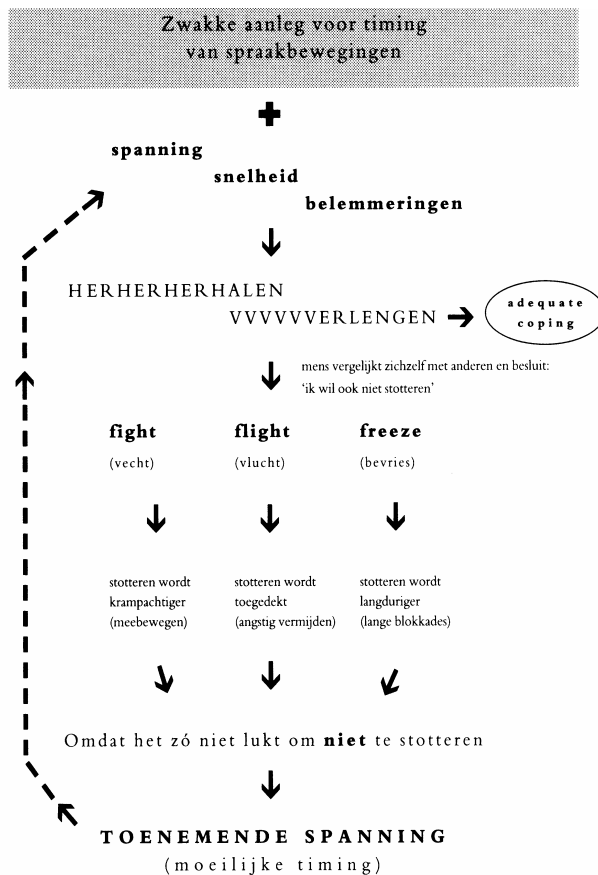 Zwakke aanleg voor timing
van spraakbewegingen
spanning
snelheid
belemmeringen
HERHERHERHALEN
VVVVVVERLENGEN
adequate
coping
mens vergelijkt zichzelf met anderen en besluit:
‘ik wil ook niet stotteren’
fight
flight
freeze
(vecht)
(vlucht)
(bevries)
stotteren wordt
krampachtiger
(meebewegen)
stotteren wordt
toegedekt
(angstig vermijden)
stotteren wordt
langduriger
(lange blokkades)
Omdat het zó niet lukt om niet te stotteren
TOENEMENDE SPANNING
(moeilijke timing)